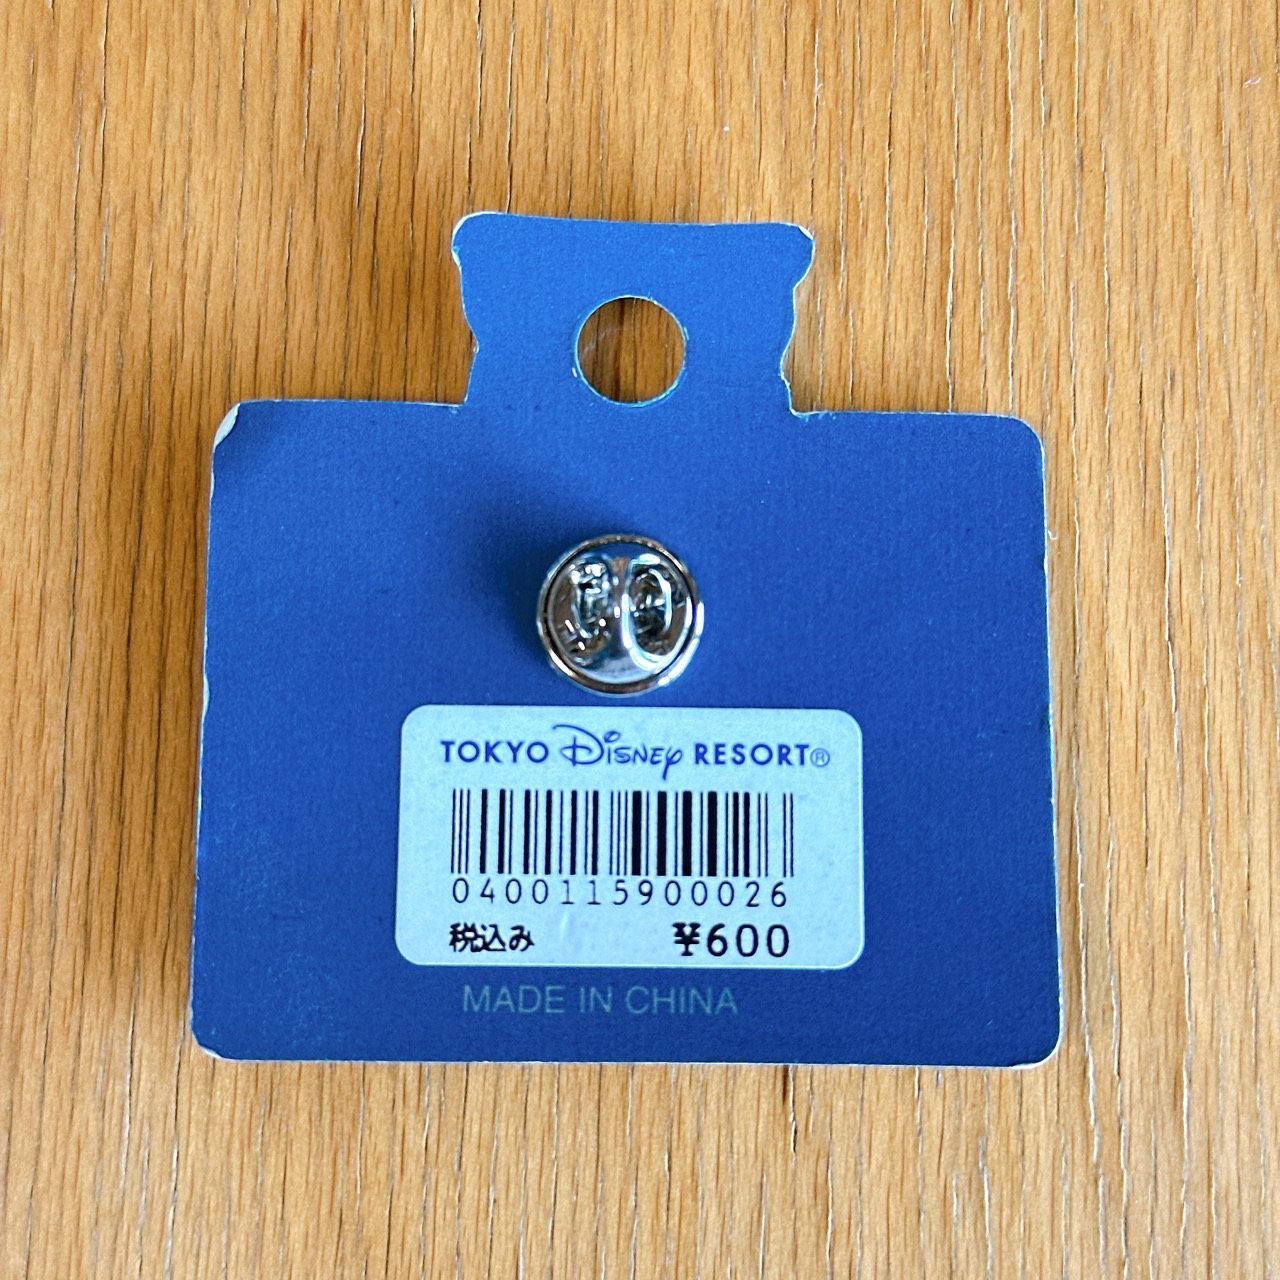 TOKYO Disney RESORT®
0400115900026
税込み ¥600
MADE IN CHINA